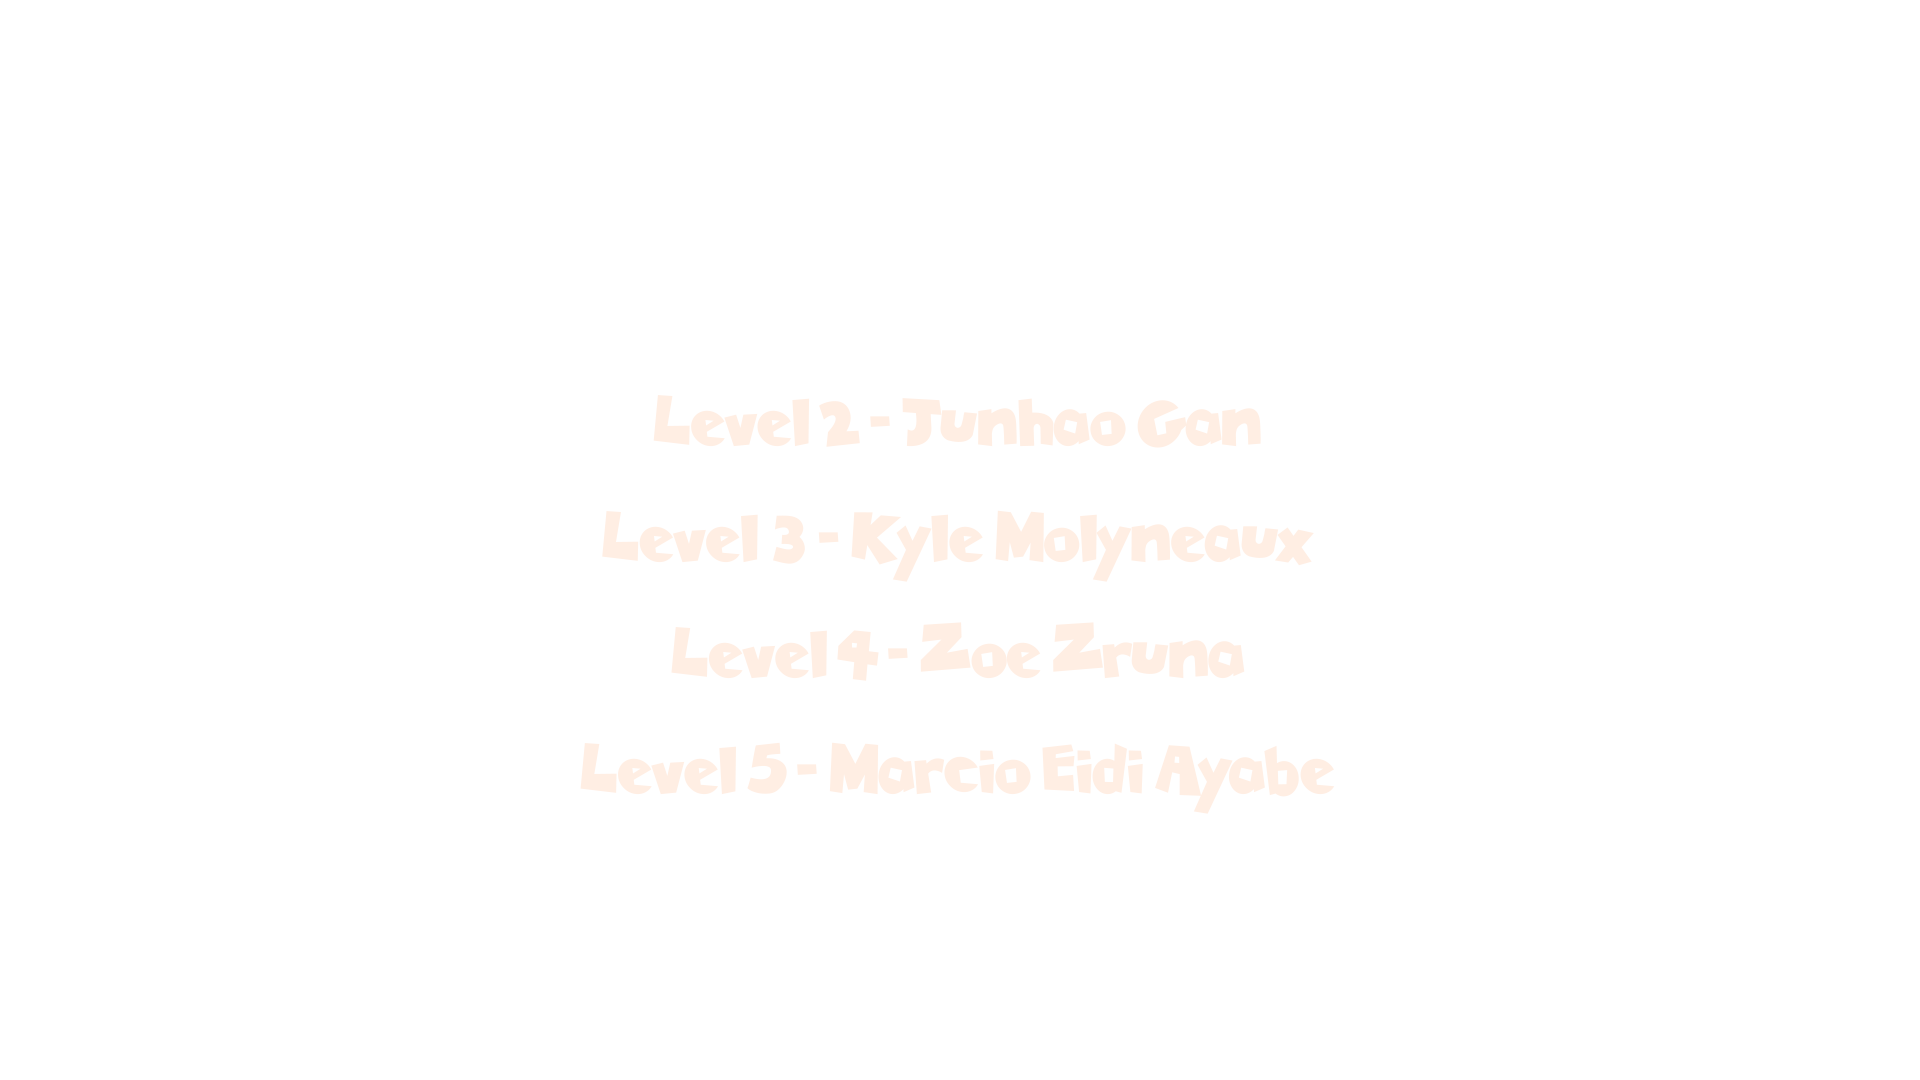 Level 2 - Junhao Gan
Level 3 - Kyle Molyneaux
Level 4 - Zoe Zruna
Level 5 - Marcio Eidi Ayabe